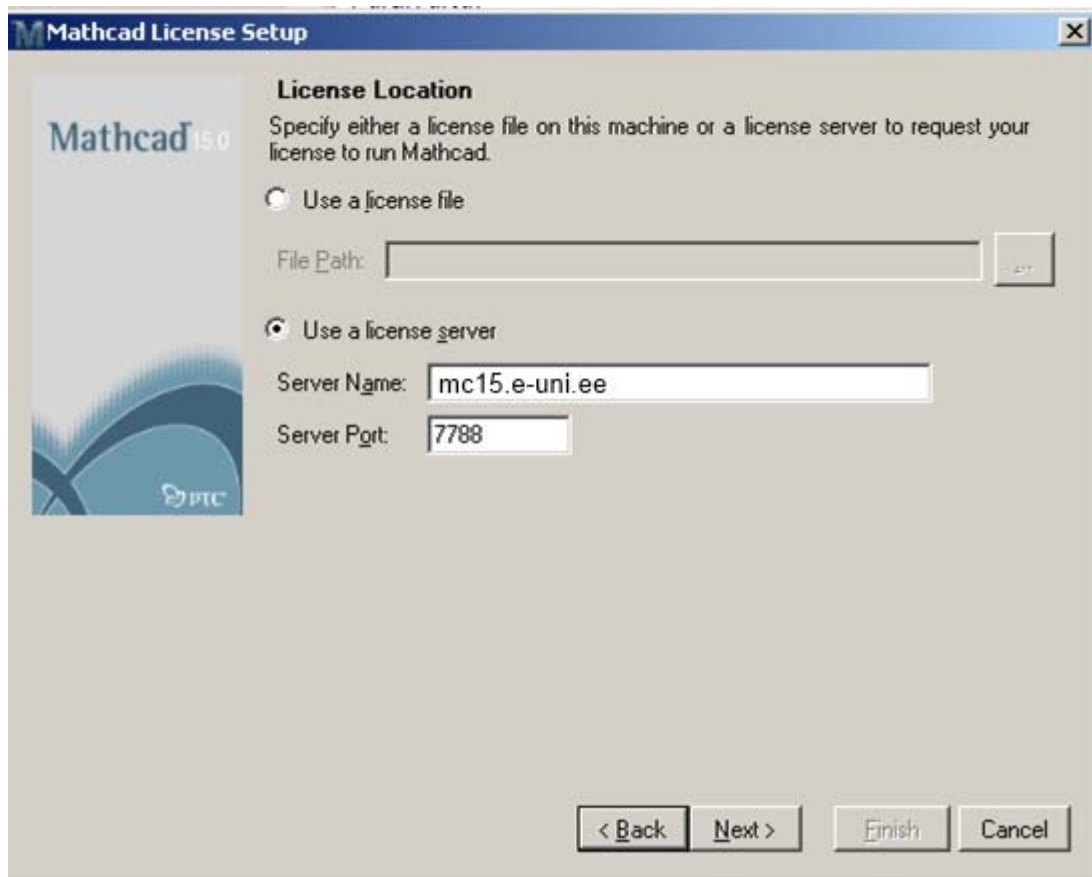 Mathcad License Setup
License Location
Mathcad 15.0
Specify either a license file on this machine or a license server to request your
license to run Mathcad.
Use a license file
File Path:
...
Use a license server
Server Name: mc15.e-uni.ee
Server Port: 7788
PTC
< Back Next > Finish Cancel